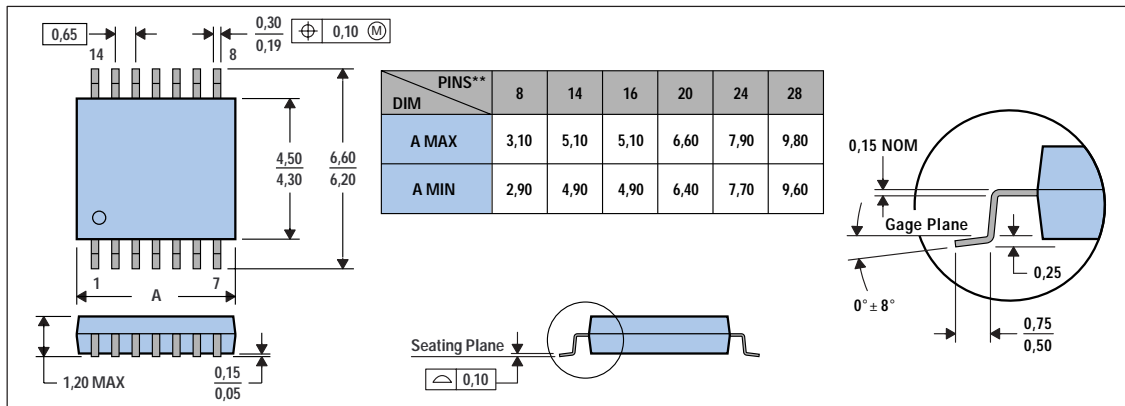 0,65
0,30
0,19
⌖ 0,10 Ⓜ
14
8
4,50
4,30
6,60
6,20
1
A
7
1,20 MAX
0,15
0,05
PINS**
DIM
8 14 16 20 24 28
A MAX 3,10 5,10 5,10 6,60 7,90 9,80
A MIN 2,90 4,90 4,90 6,40 7,70 9,60
Seating Plane
⌓ 0,10
0,15 NOM
Gage Plane
0,25
0°± 8°
0,75
0,50